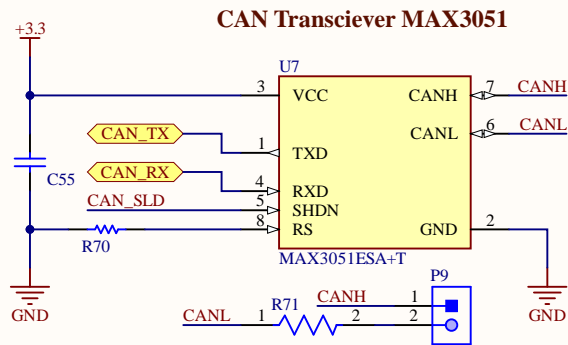 CAN Transciever MAX3051
+3.3
U7
3 VCC CANH 7 CANH
CAN_TX 1 TXD CANL 6 CANL
CAN_RX 4 RXD
C55
CAN_SLD 5 SHDN
R70 8 RS GND 2
MAX3051ESA+T
GND
GND
P9
CANH 1
CANL 1 R71 2 2